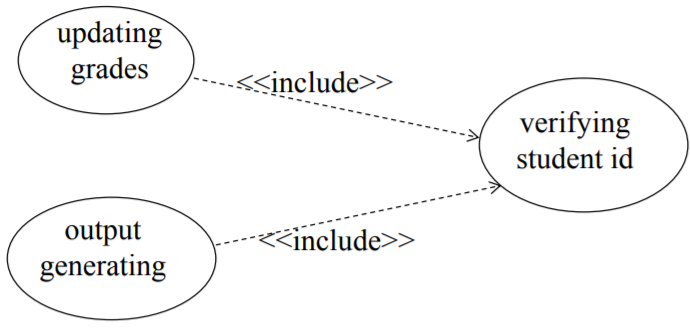 updating
grades
<<include>>
verifying
student id
output
generating
<<include>>